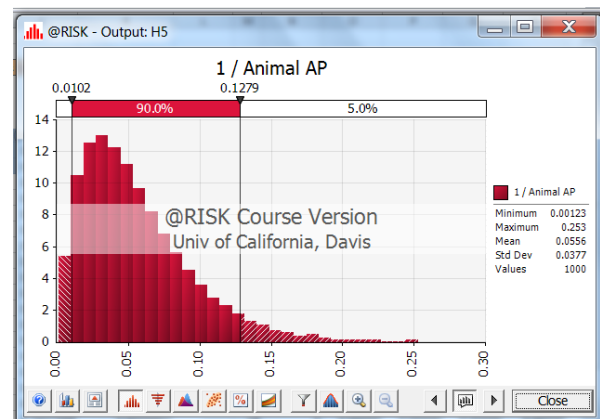 @RISK - Output: H5
1 / Animal AP
0.0102 0.1279
90.0% 5.0%
14
12
10
8
6
4
2
0
0.00 0.05 0.10 0.15 0.20 0.25 0.30
@RISK Course Version
Univ of California, Davis
1 / Animal AP
Minimum 0.00123
Maximum 0.253
Mean 0.0556
Std Dev 0.0377
Values 1000
Close